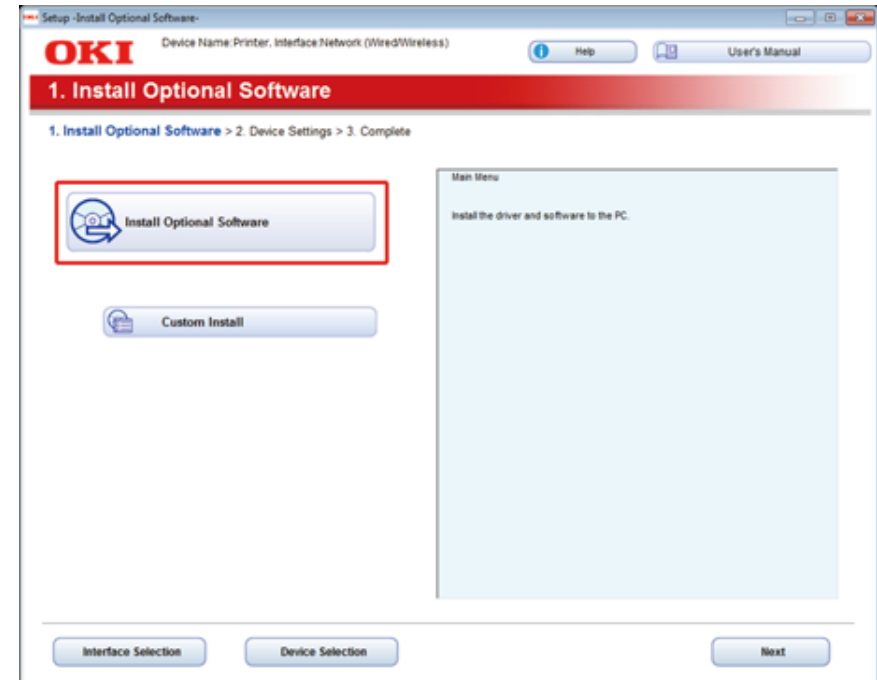 Setup -Install Optional Software-
OKI
Device Name:Printer, Interface:Network (Wired/Wireless)
Help
User's Manual
1. Install Optional Software
1. Install Optional Software > 2. Device Settings > 3. Complete
Install Optional Software
Custom Install
Main Menu
Install the driver and software to the PC.
Interface Selection
Device Selection
Next